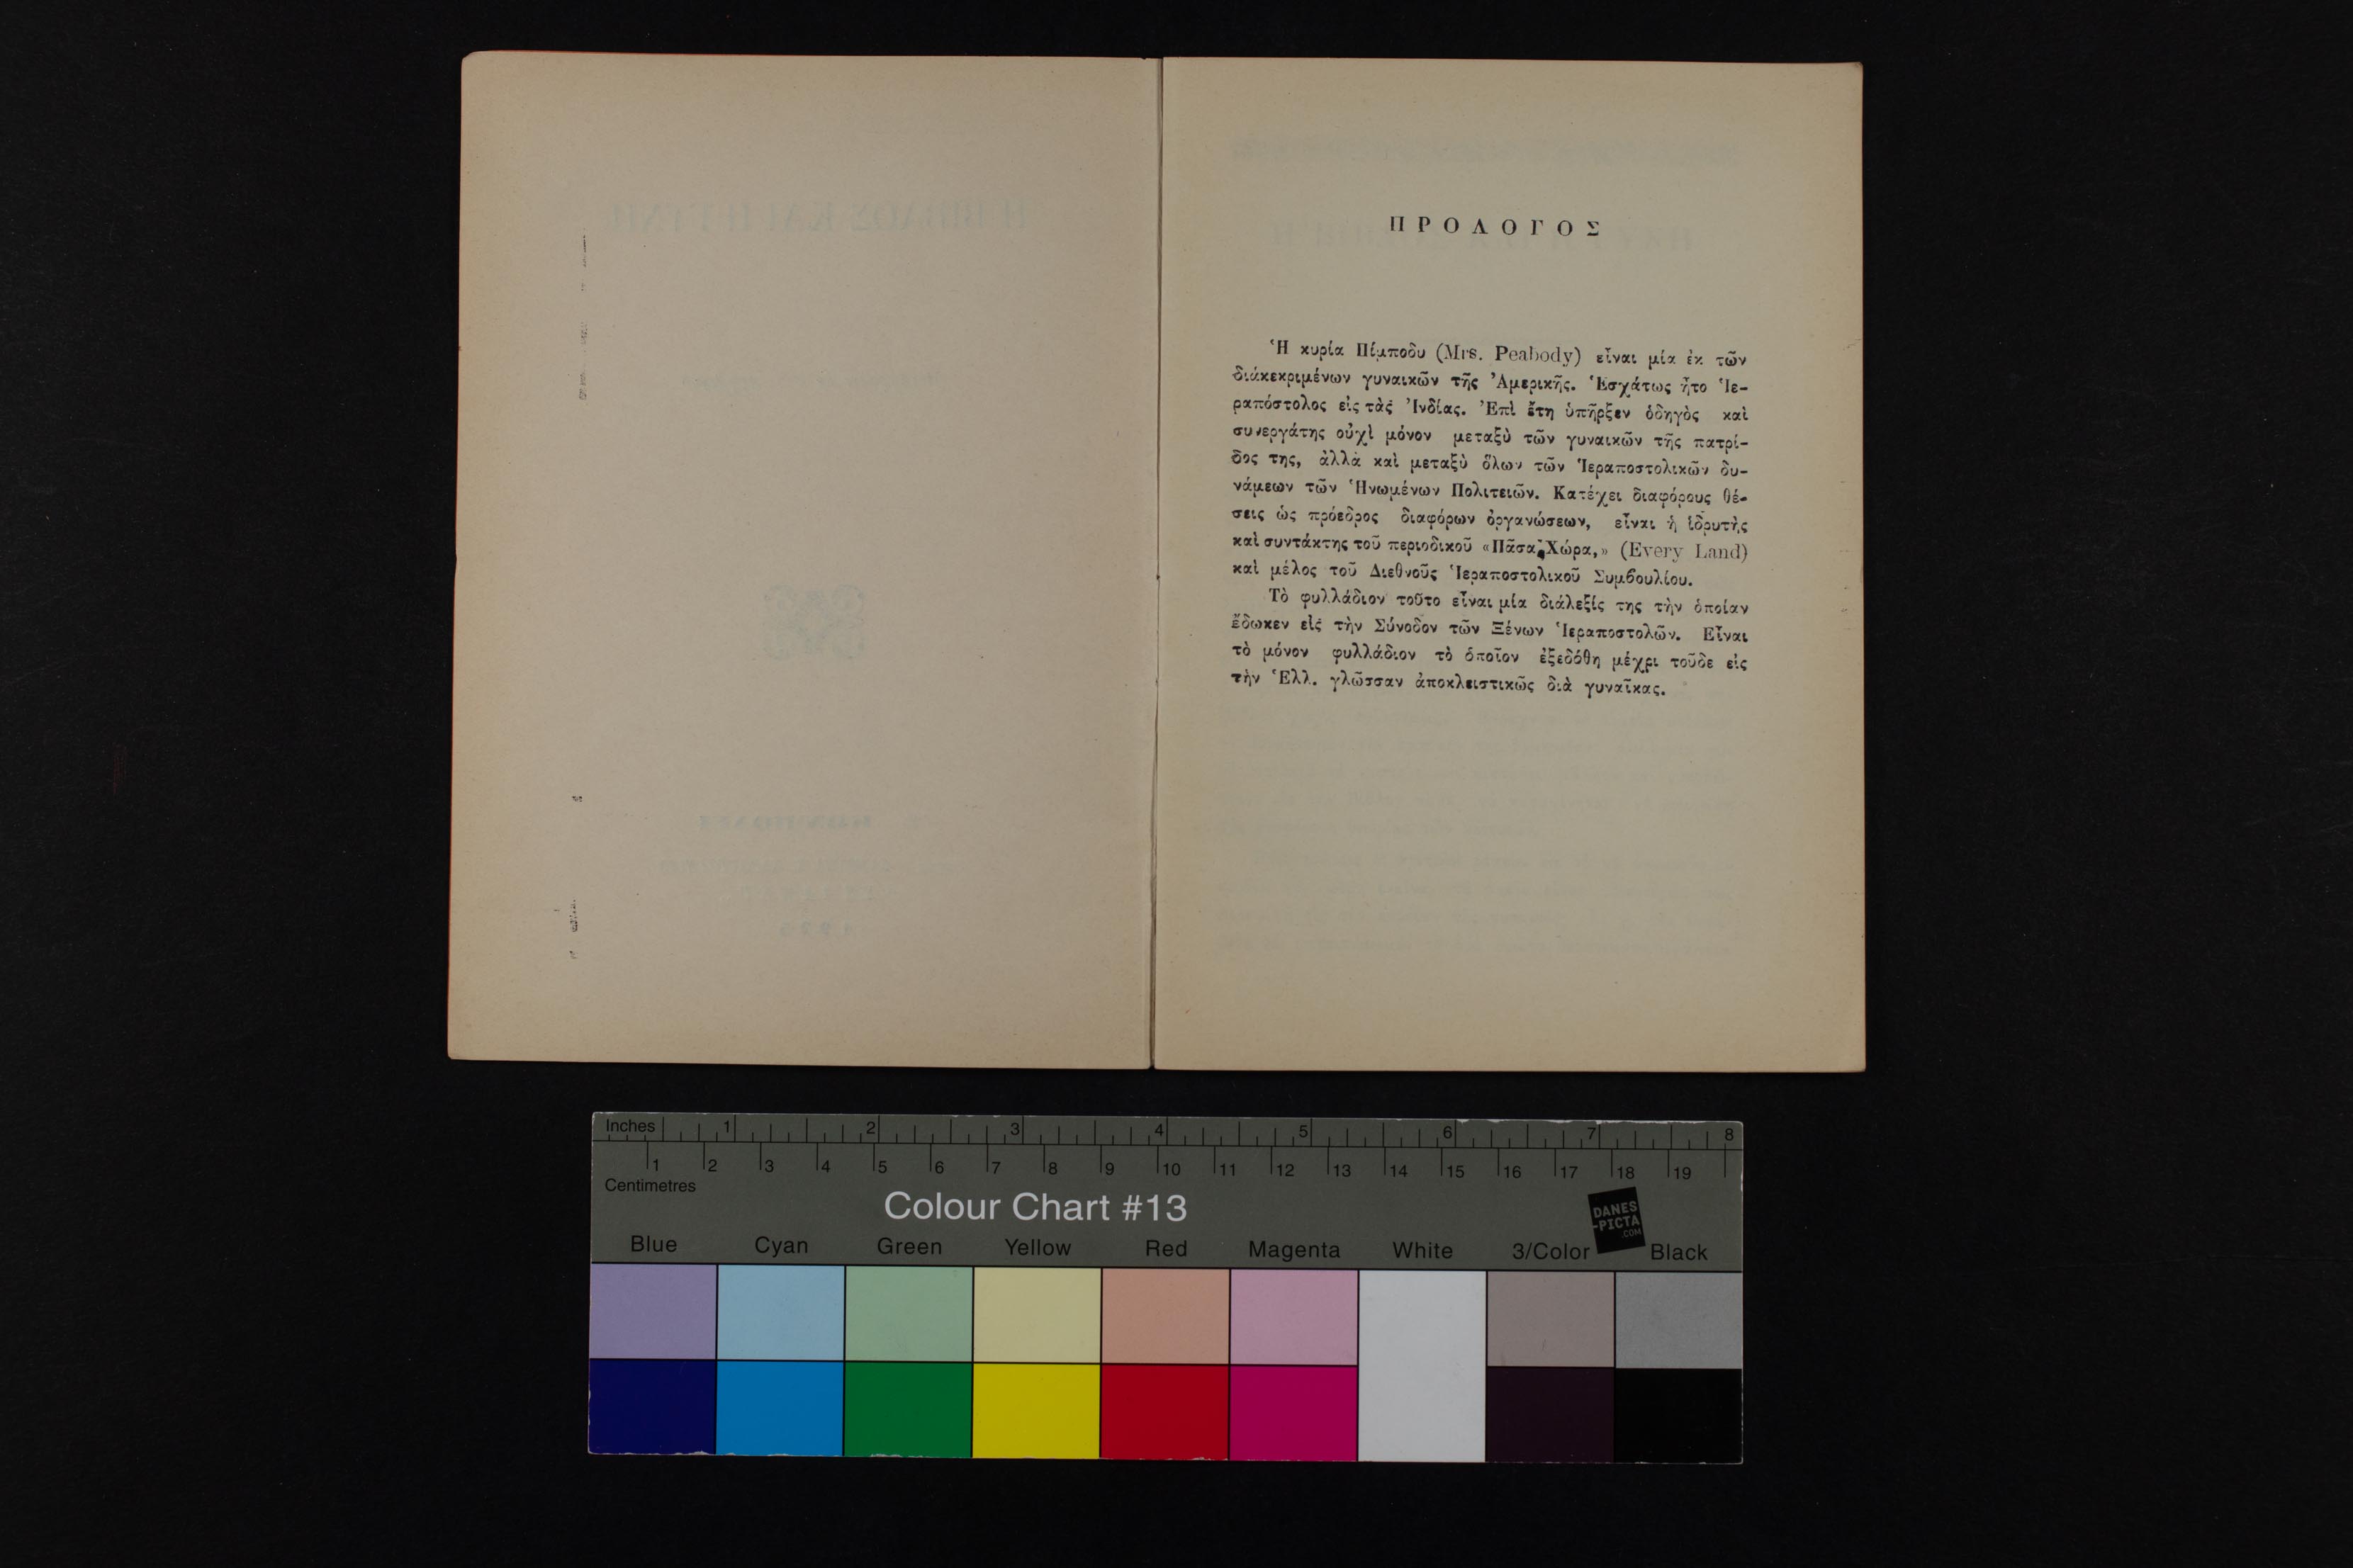 ΠΡΟΛΟΓΟΣ
Ἡ κυρία Πίμποδυ (Mrs. Peabody) εἶναι μία ἐκ τῶν
διακεκριμένων γυναικῶν τῆς Ἀμερικῆς. Ἐσχάτως ἦτο Ἱε-
ραπόστολος εἰς τὰς Ἰνδίας. Ἐπὶ ἔτη ὑπῆρξεν ὁδηγὸς καὶ
συνεργάτης οὐχὶ μόνον μεταξὺ τῶν γυναικῶν τῆς πατρί-
δος της, ἀλλὰ καὶ μεταξὺ ὅλων τῶν Ἱεραποστολικῶν δυ-
νάμεων τῶν Ἡνωμένων Πολιτειῶν. Κατέχει διαφόρους θέ-
σεις ὡς πρόεδρος διαφόρων ὀργανώσεων, εἶναι ἡ ἱδρυτὴς
καὶ συντάκτης τοῦ περιοδικοῦ «Πᾶσα Χώρα,» (Every Land)
καὶ μέλος τοῦ Διεθνοῦς Ἱεραποστολικοῦ Συμβουλίου.
Τὸ φυλλάδιον τοῦτο εἶναι μία διάλεξίς της τὴν ὁποίαν
ἔδωκεν εἰς τὴν Σύνοδον τῶν Ξένων Ἱεραποστολῶν. Εἶναι
τὸ μόνον φυλλάδιον τὸ ὁποῖον ἐξεδόθη μέχρι τοῦδε εἰς
τὴν Ἑλλ. γλῶσσαν ἀποκλειστικῶς διὰ γυναῖκας.
Inches 1 2 3 4 5 6 7 8
1 2 3 4 5 6 7 8 9 10 11 12 13 14 15 16 17 18 19
Centimetres
Colour Chart #13
DANES
-PICTA
.COM
Blue Cyan Green Yellow Red Magenta White 3/Color Black